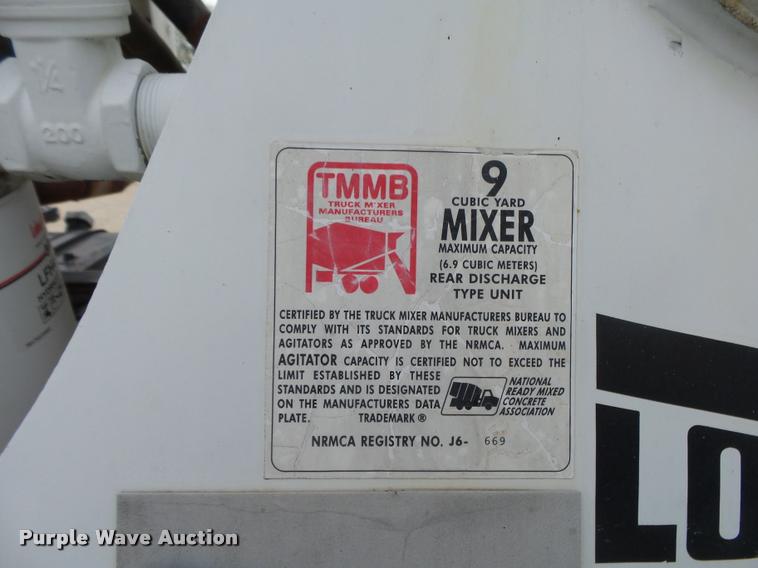 1/4
200
TMMB
TRUCK MIXER
MANUFACTURERS
BUREAU
9
CUBIC YARD
MIXER
MAXIMUM CAPACITY
(6.9 CUBIC METERS)
REAR DISCHARGE
TYPE UNIT
CERTIFIED BY THE TRUCK MIXER MANUFACTURERS BUREAU TO
COMPLY WITH ITS STANDARDS FOR TRUCK MIXERS AND
AGITATORS AS APPROVED BY THE NRMCA. MAXIMUM
AGITATOR CAPACITY IS CERTIFIED NOT TO EXCEED THE
LIMIT ESTABLISHED BY THESE
STANDARDS AND IS DESIGNATED
ON THE MANUFACTURERS DATA
PLATE. TRADEMARK ®
NATIONAL
READY MIXED
CONCRETE
ASSOCIATION
NRMCA REGISTRY NO. J6- 669
LO
Purple Wave Auction